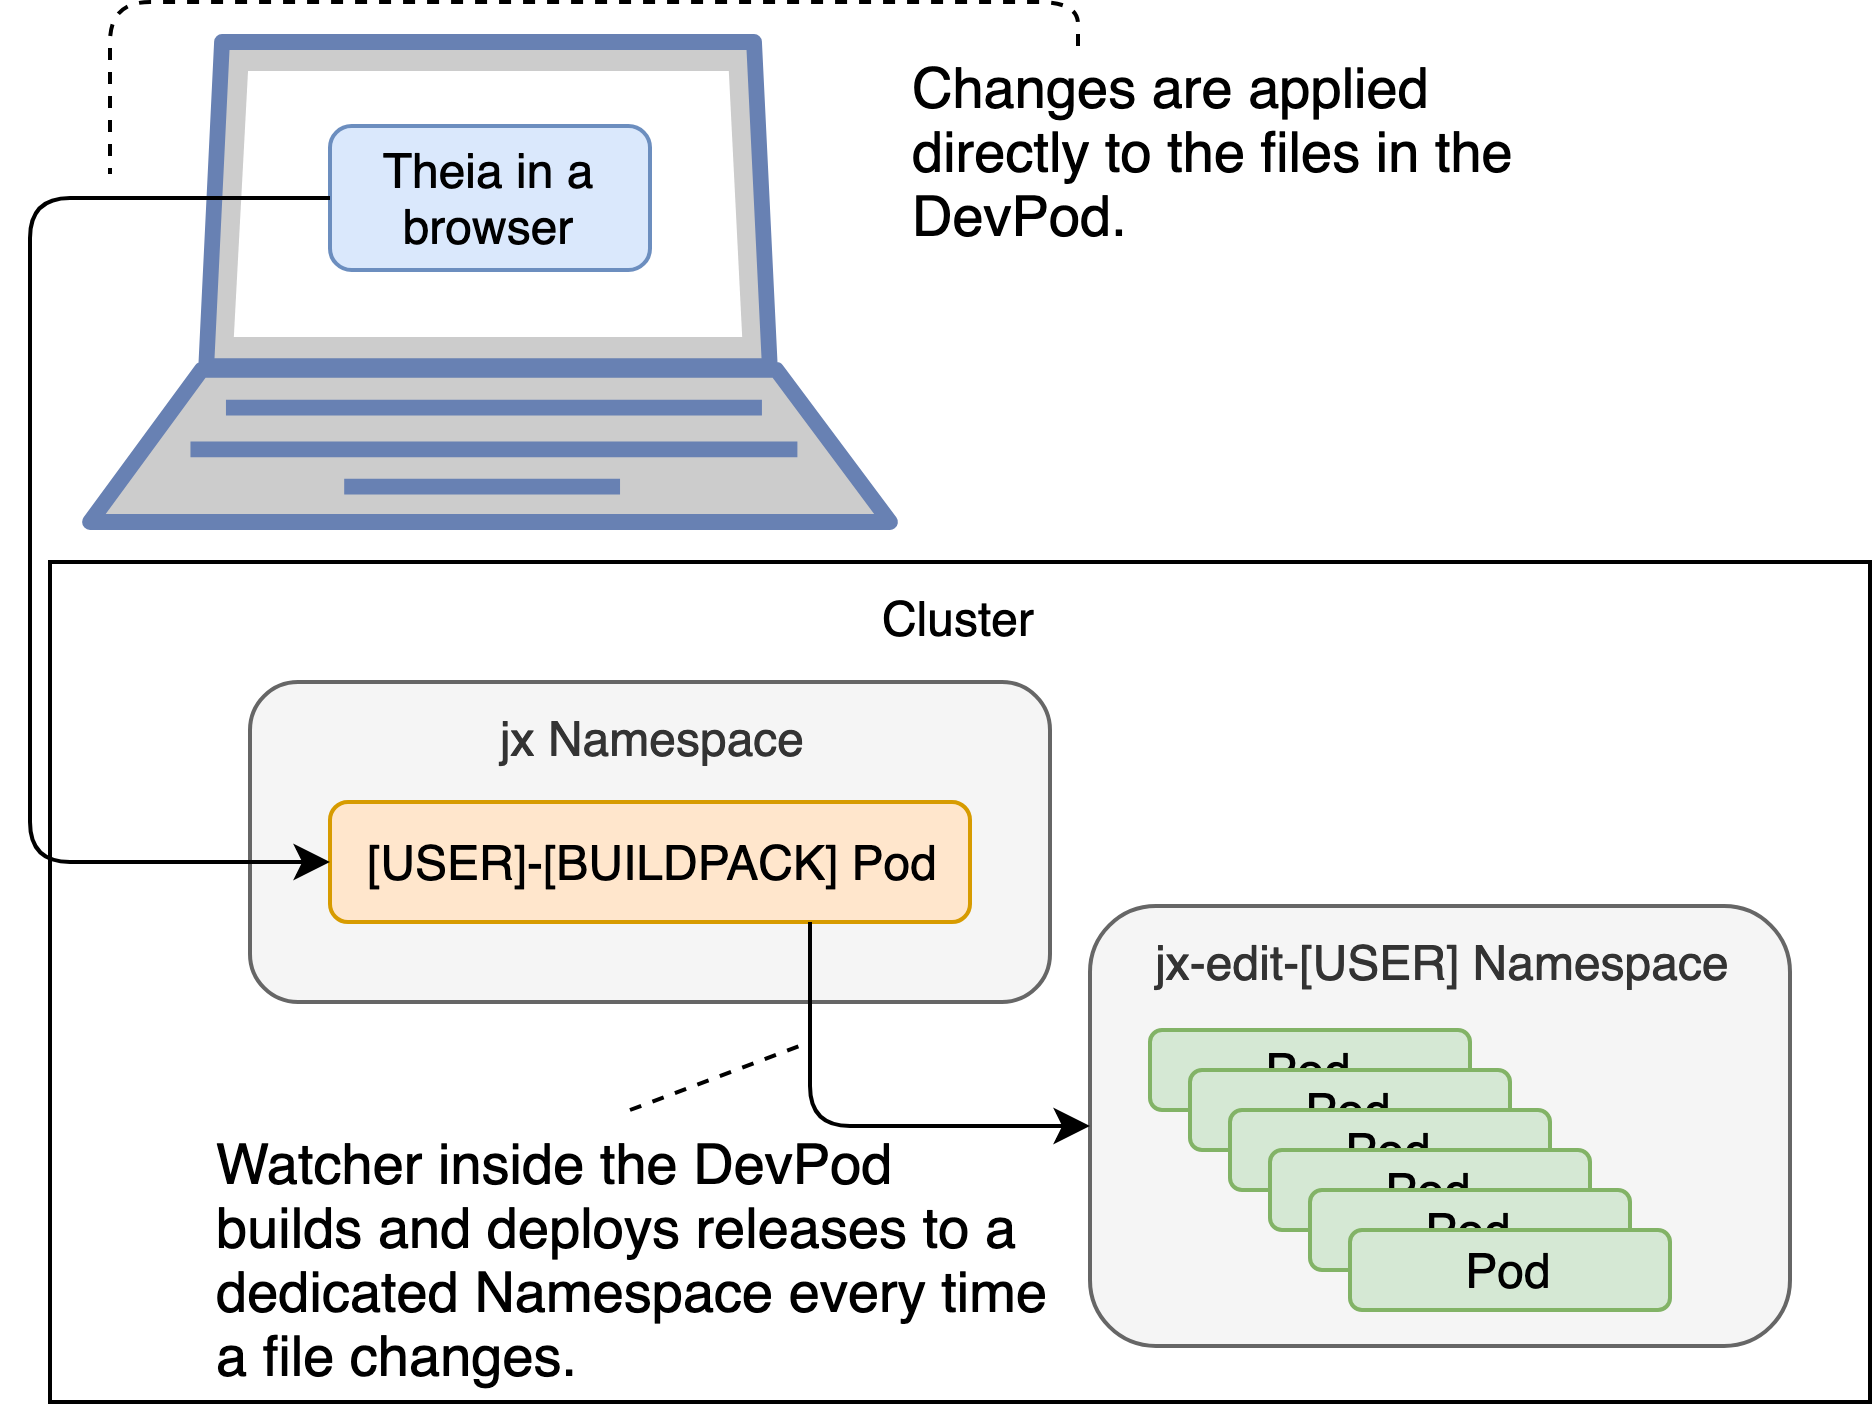 Changes are applied
directly to the files in the
DevPod.
Theia in a
browser
Cluster
jx Namespace
[USER]-[BUILDPACK] Pod
jx-edit-[USER] Namespace
Pod
Pod
Pod
Pod
Pod
Pod
Watcher inside the DevPod
builds and deploys releases to a
dedicated Namespace every time
a file changes.